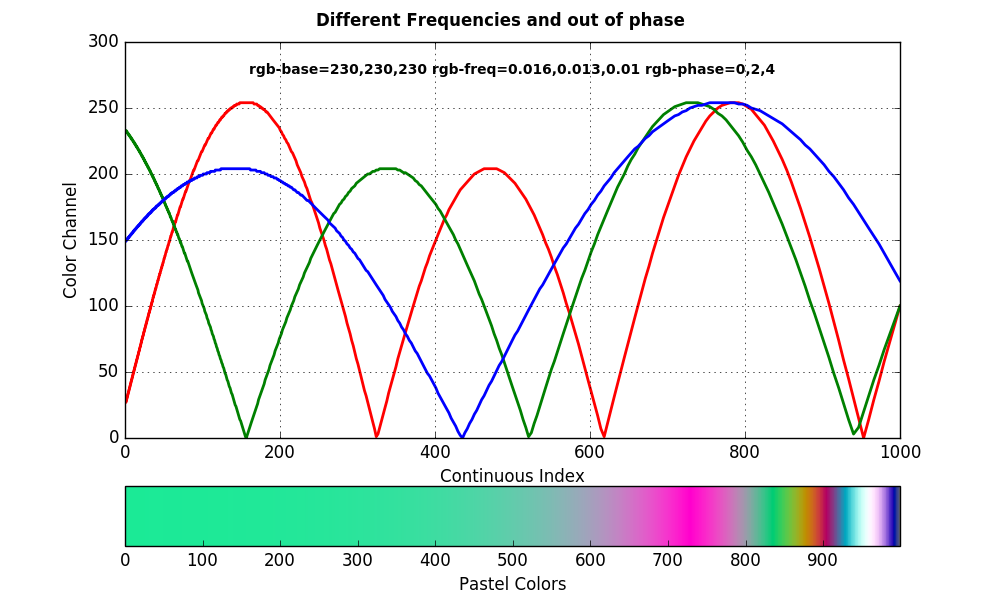 Different Frequencies and out of phase
rgb-base=230,230,230 rgb-freq=0.016,0.013,0.01 rgb-phase=0,2,4
300
250
200
150
100
50
0
Color Channel
0 200 400 600 800 1000
Continuous Index
0 100 200 300 400 500 600 700 800 900
Pastel Colors